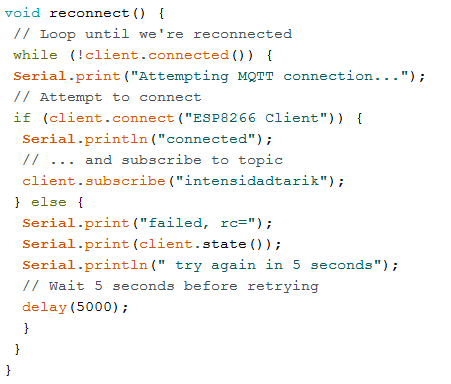 void reconnect() {
// Loop until we're reconnected
while (!client.connected()) {
Serial.print("Attempting MQTT connection...");
// Attempt to connect
if (client.connect("ESP8266 Client")) {
Serial.println("connected");
// ... and subscribe to topic
client.subscribe("intensidadtarik");
} else {
Serial.print("failed, rc=");
Serial.print(client.state());
Serial.println(" try again in 5 seconds");
// Wait 5 seconds before retrying
delay(5000);
}
}
}